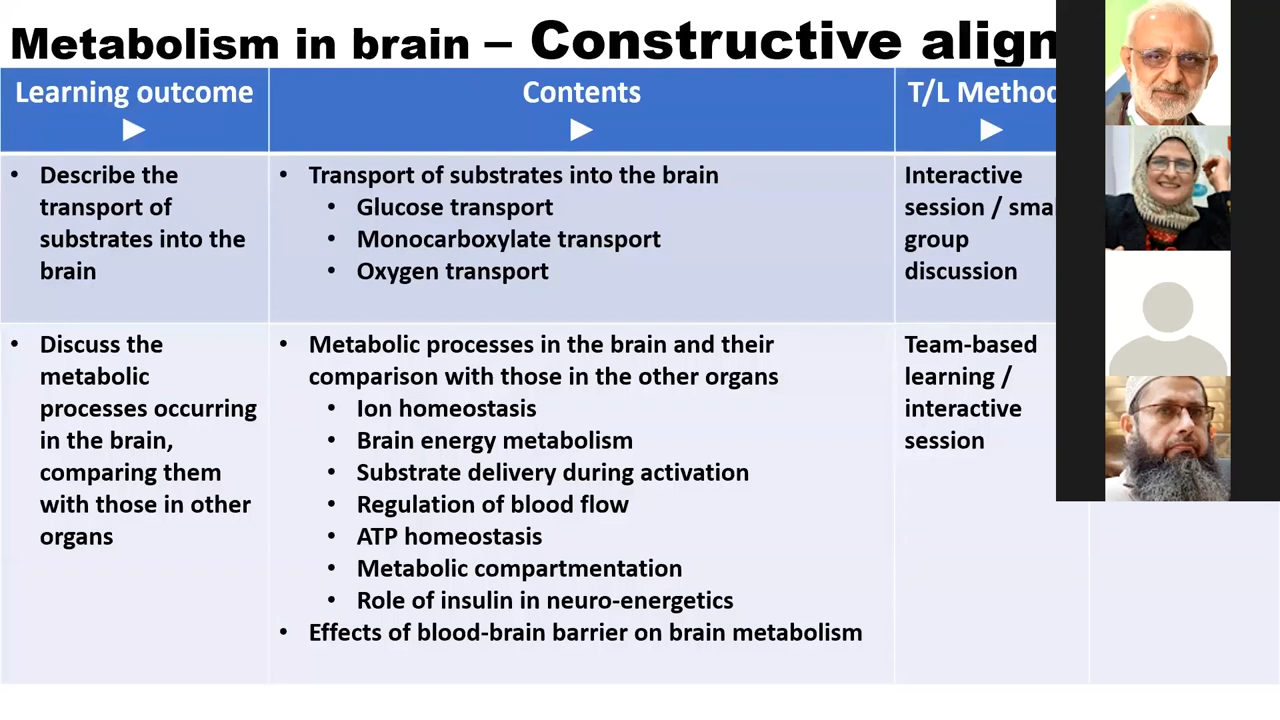 Metabolism in brain – Constructive align
Learning outcome
Contents
T/L Method
• Describe the
transport of
substrates into the
brain
• Transport of substrates into the brain
• Glucose transport
• Monocarboxylate transport
• Oxygen transport
Interactive
session / sma
group
discussion
• Discuss the
metabolic
processes occurring
in the brain,
comparing them
with those in other
organs
• Metabolic processes in the brain and their
comparison with those in the other organs
• Ion homeostasis
• Brain energy metabolism
• Substrate delivery during activation
• Regulation of blood flow
• ATP homeostasis
• Metabolic compartmentation
• Role of insulin in neuro-energetics
• Effects of blood-brain barrier on brain metabolism
Team-based
learning /
interactive
session